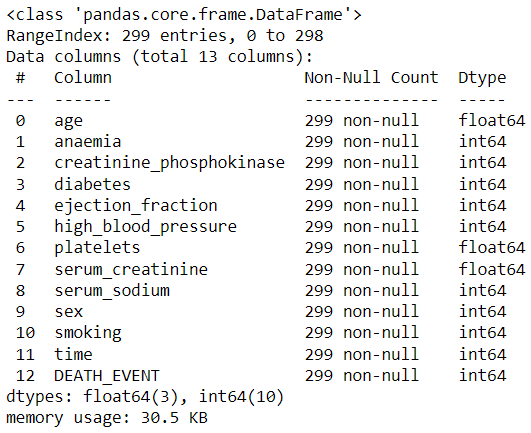 <class 'pandas.core.frame.DataFrame'>
RangeIndex: 299 entries, 0 to 298
Data columns (total 13 columns):
 #   Column                    Non-Null Count  Dtype
---  ------                    --------------  -----
 0   age                       299 non-null    float64
 1   anaemia                   299 non-null    int64
 2   creatinine_phosphokinase  299 non-null    int64
 3   diabetes                  299 non-null    int64
 4   ejection_fraction         299 non-null    int64
 5   high_blood_pressure       299 non-null    int64
 6   platelets                 299 non-null    float64
 7   serum_creatinine          299 non-null    float64
 8   serum_sodium              299 non-null    int64
 9   sex                       299 non-null    int64
 10  smoking                   299 non-null    int64
 11  time                      299 non-null    int64
 12  DEATH_EVENT               299 non-null    int64
dtypes: float64(3), int64(10)
memory usage: 30.5 KB